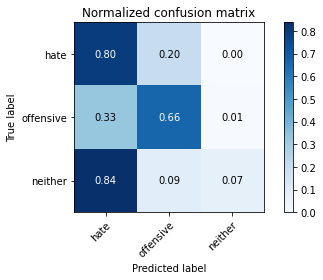 Normalized confusion matrix
True label
hate 0.80 0.20 0.00
offensive 0.33 0.66 0.01
neither 0.84 0.09 0.07
hate offensive neither
Predicted label
0.8
0.7
0.6
0.5
0.4
0.3
0.2
0.1
0.0